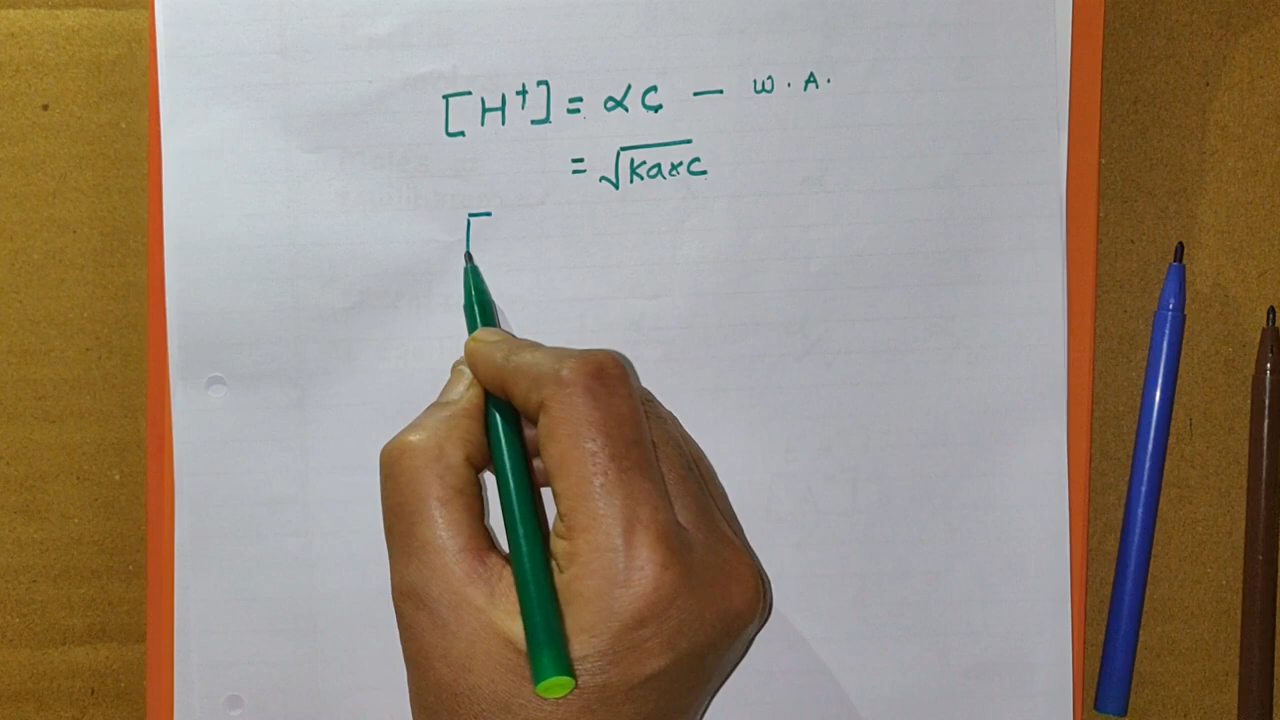 [H⁺] = αC — W.A.
= √Ka×C
[